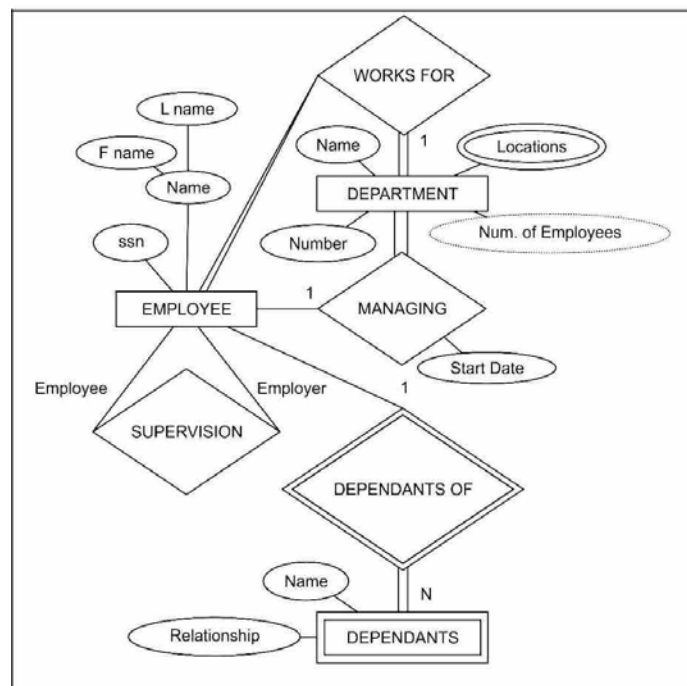 WORKS FOR
L name
1
Name
Locations
F name
Name
DEPARTMENT
ssn
Number
Num. of Employees
EMPLOYEE
1
MANAGING
Start Date
Employee
Employer
1
SUPERVISION
DEPENDANTS OF
Name
N
Relationship
DEPENDANTS